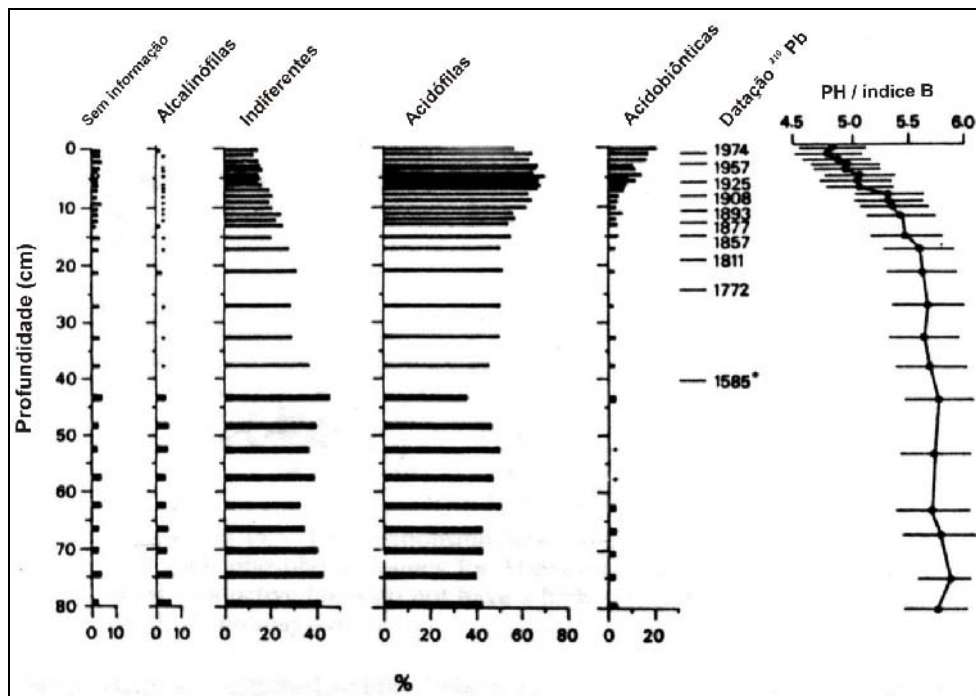 Sem informação
Alcalinófilas
Indiferentes
Acidófilas
Acidobiônticas
Datação ²¹⁰ Pb
PH / índice B
4.5 5.0 5.5 6.0
Profundidade (cm)
0
10
20
30
40
50
60
70
80
1974
1957
1925
1908
1893
1877
1857
1811
1772
1585*
0 10 0 10 0 20 40 0 20 40 60 80 0 20
%